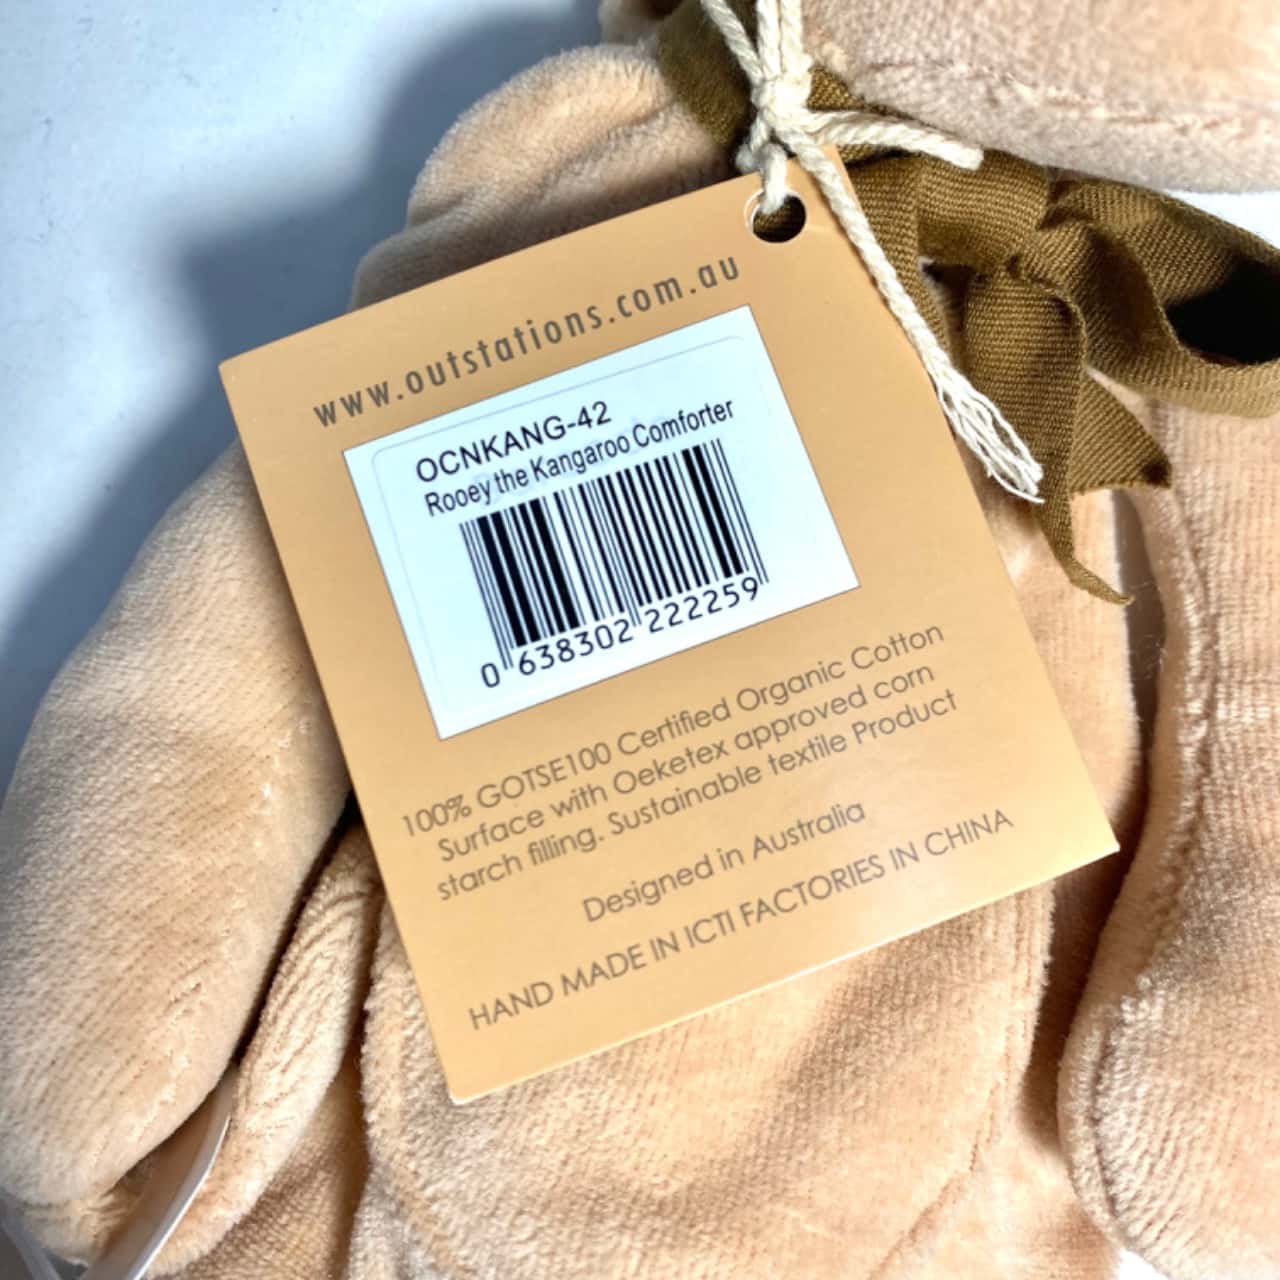 www.outstations.com.au
OCNKANG-42
Rooey the Kangaroo Comforter
0 638302 222259
100% GOTSE100 Certified Organic Cotton
Surface with Oeketex approved corn
starch filling. Sustainable textile Product
Designed in Australia
HAND MADE IN ICTI FACTORIES IN CHINA